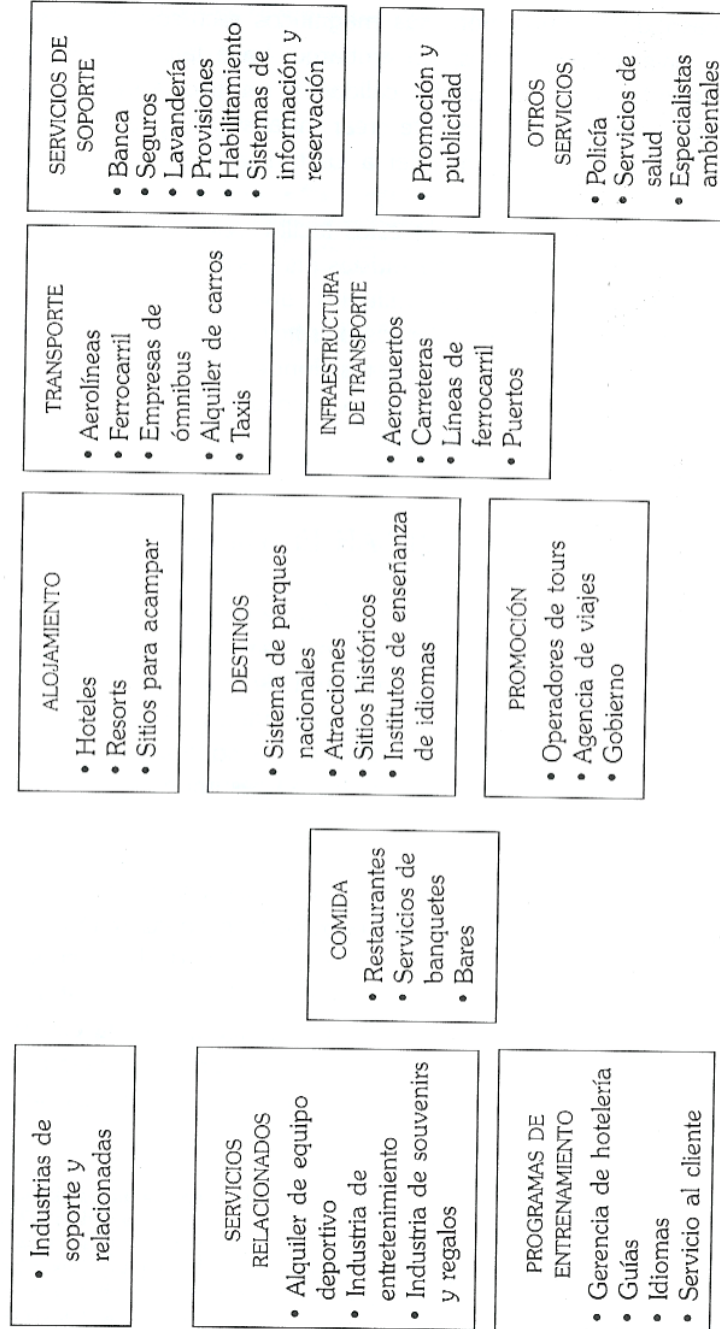 • Industrias de
soporte y
relacionadas
SERVICIOS
RELACIONADOS
• Alquiler de equipo
deportivo
• Industria de
entretenimiento
• Industria de souvenirs
y regalos
PROGRAMAS DE
ENTRENAMIENTO
• Gerencia de hotelería
• Guías
• Idiomas
• Servicio al cliente
COMIDA
• Restaurantes
• Servicios de
banquetes
• Bares
ALOJAMIENTO
• Hoteles
• Resorts
• Sitios para acampar
DESTINOS
• Sistema de parques
nacionales
• Atracciones
• Sitios históricos
• Institutos de enseñanza
de idiomas
PROMOCIÓN
• Operadores de tours
• Agencia de viajes
• Gobierno
TRANSPORTE
• Aerolíneas
• Ferrocarril
• Empresas de
ómnibus
• Alquiler de carros
• Taxis
INFRAESTRUCTURA
DE TRANSPORTE
• Aeropuertos
• Carreteras
• Líneas de
ferrocarril
• Puertos
SERVICIOS DE
SOPORTE
• Banca
• Seguros
• Lavandería
• Provisiones
• Habilitamiento
• Sistemas de
información y
reservación
• Promoción y
publicidad
OTROS
SERVICIOS
• Policía
• Servicios de
salud
• Especialistas
ambientales